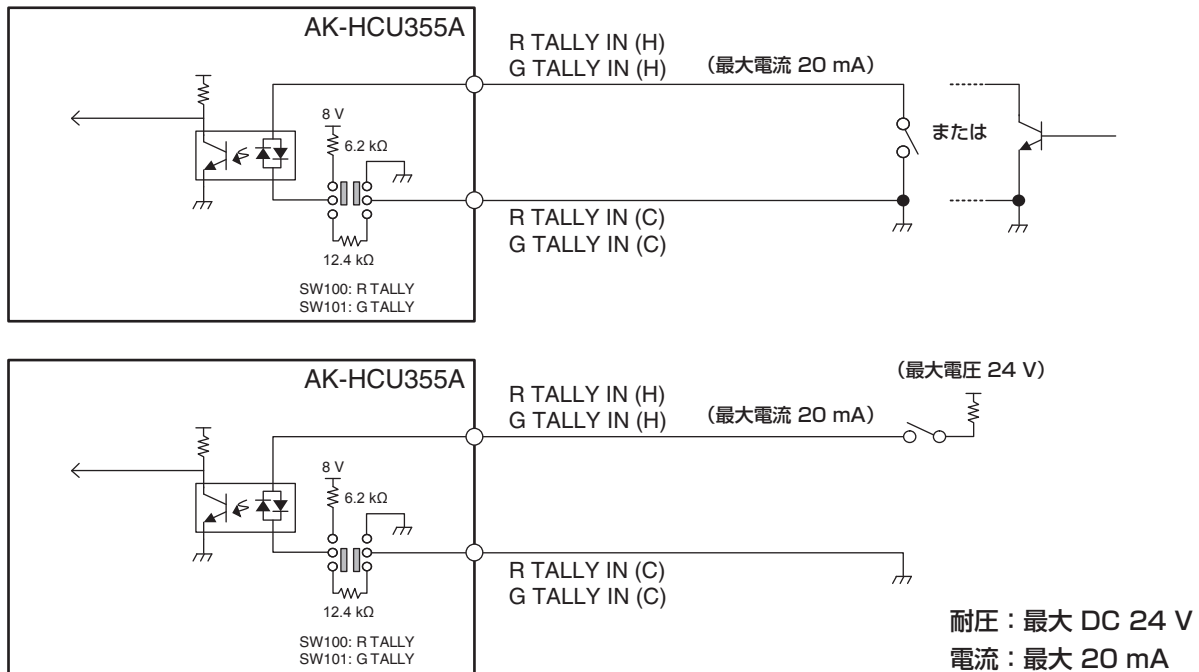 AK-HCU355A
R TALLY IN (H)
G TALLY IN (H)
（最大電流 20 mA）
8 V
6.2 kΩ
または
R TALLY IN (C)
G TALLY IN (C)
12.4 kΩ
SW100: R TALLY
SW101: G TALLY
AK-HCU355A
（最大電圧 24 V）
R TALLY IN (H)
G TALLY IN (H)
（最大電流 20 mA）
8 V
6.2 kΩ
R TALLY IN (C)
G TALLY IN (C)
12.4 kΩ
SW100: R TALLY
SW101: G TALLY
耐圧：最大 DC 24 V
電流：最大 20 mA